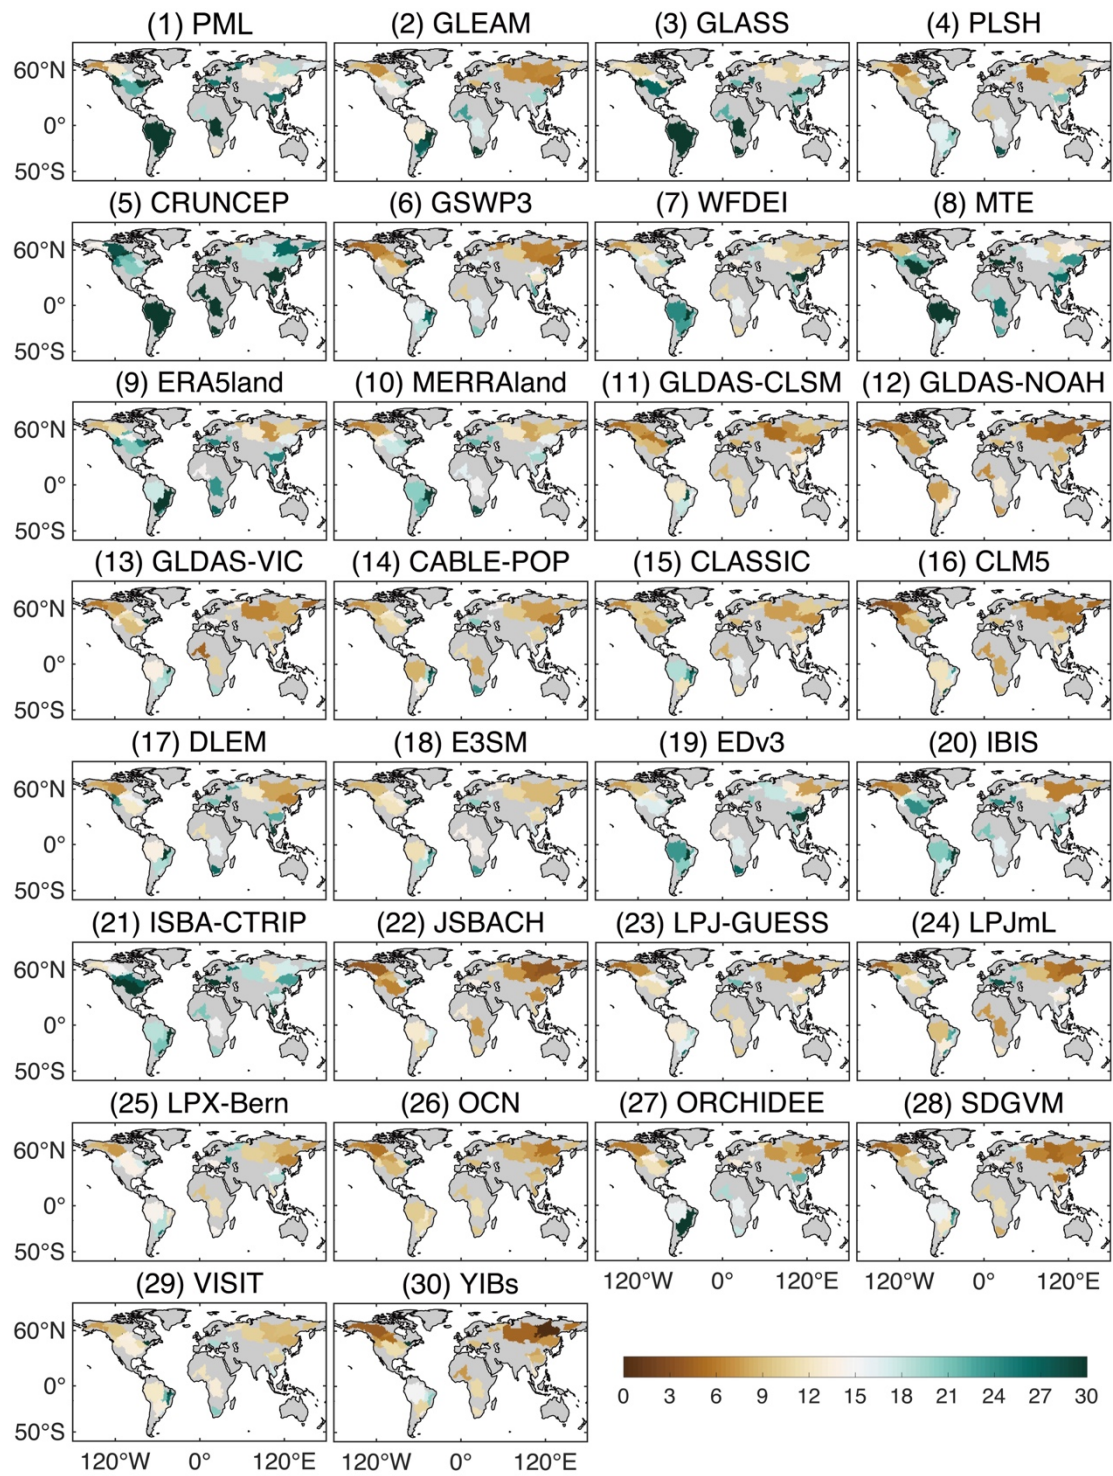 (1) PML (2) GLEAM (3) GLASS (4) PLSH
60°N
0°
50°S
(5) CRUNCEP (6) GSWP3 (7) WFDEI (8) MTE
60°N
0°
50°S
(9) ERA5land (10) MERRAland (11) GLDAS-CLSM (12) GLDAS-NOAH
60°N
0°
50°S
(13) GLDAS-VIC (14) CABLE-POP (15) CLASSIC (16) CLM5
60°N
0°
50°S
(17) DLEM (18) E3SM (19) EDv3 (20) IBIS
60°N
0°
50°S
(21) ISBA-CTRIP (22) JSBACH (23) LPJ-GUESS (24) LPJmL
60°N
0°
50°S
(25) LPX-Bern (26) OCN (27) ORCHIDEE (28) SDGVM
60°N
0°
50°S
120°W 0° 120°E 120°W 0° 120°E
(29) VISIT (30) YIBs
60°N
0°
50°S
0 3 6 9 12 15 18 21 24 27 30
120°W 0° 120°E 120°W 0° 120°E